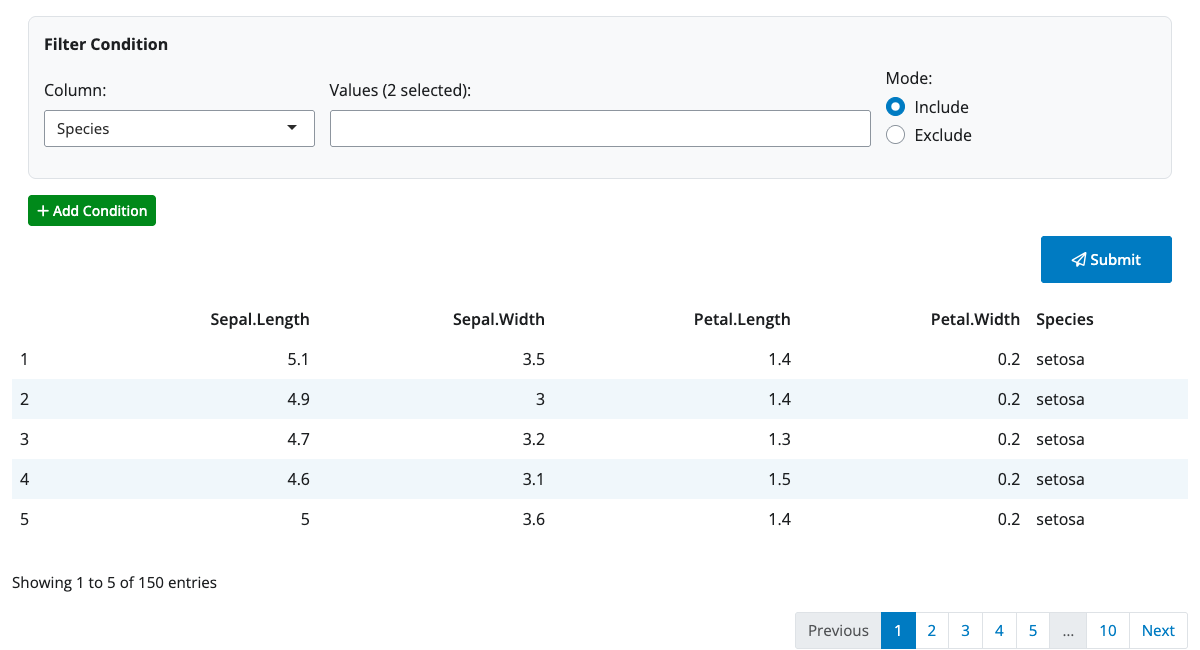 Filter Condition
Column:
Values (2 selected):
Mode:
Species
Include
Exclude
+ Add Condition
Submit
Sepal.Length Sepal.Width Petal.Length Petal.Width Species
1 5.1 3.5 1.4 0.2 setosa
2 4.9 3 1.4 0.2 setosa
3 4.7 3.2 1.3 0.2 setosa
4 4.6 3.1 1.5 0.2 setosa
5 5 3.6 1.4 0.2 setosa
Showing 1 to 5 of 150 entries
Previous 1 2 3 4 5 ... 10 Next